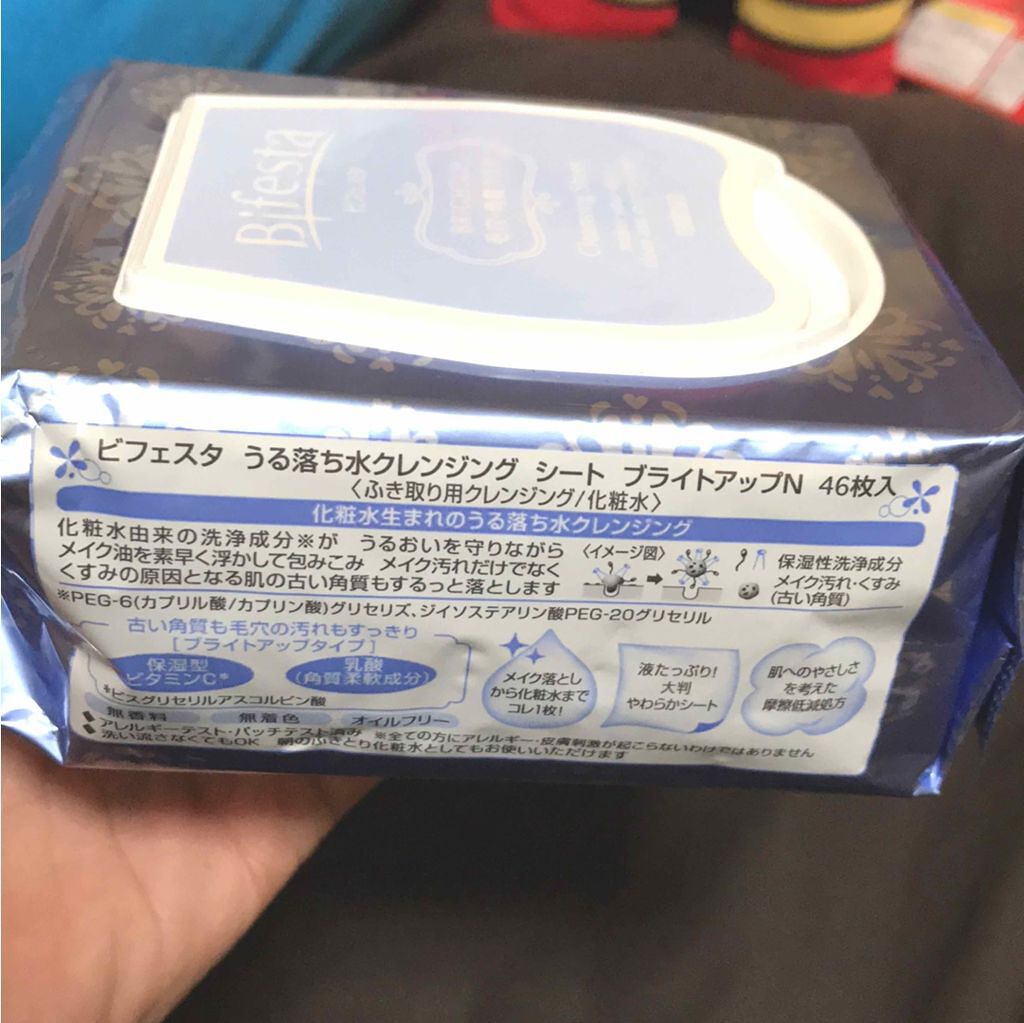 Bifesta
ビフェスタ
ビフェスタ うる落ち水クレンジング シート ブライトアップN 46枚入
〈ふき取り用クレンジング/化粧水〉
化粧水生まれのうる落ち水クレンジング
化粧水由来の洗浄成分※が うるおいを守りながら
メイク油を素早く浮かして包みこみ メイク汚れだけでなく
くすみの原因となる肌の古い角質もするっと落とします
〈イメージ図〉
保湿性洗浄成分
メイク汚れ・くすみ
(古い角質)
※PEG-6(カプリル酸/カプリン酸)グリセリズ、ジイソステアリン酸PEG-20グリセリル
古い角質も毛穴の汚れもすっきり
[ブライトアップタイプ]
保湿型
ビタミンC*
乳酸
(角質柔軟成分)
*ビスグリセリルアスコルビン酸
メイク落とし
から化粧水まで
コレ1枚!
液たっぷり!
大判
やわらかシート
肌へのやさしさ
を考えた
摩擦低減処方
無香料 無着色 オイルフリー
◆アレルギーテスト・パッチテスト済み ※全ての方にアレルギー・皮膚刺激が起こらないわけではありません
◆洗い流さなくてもOK 朝のふきとり化粧水としてもお使いいただけます